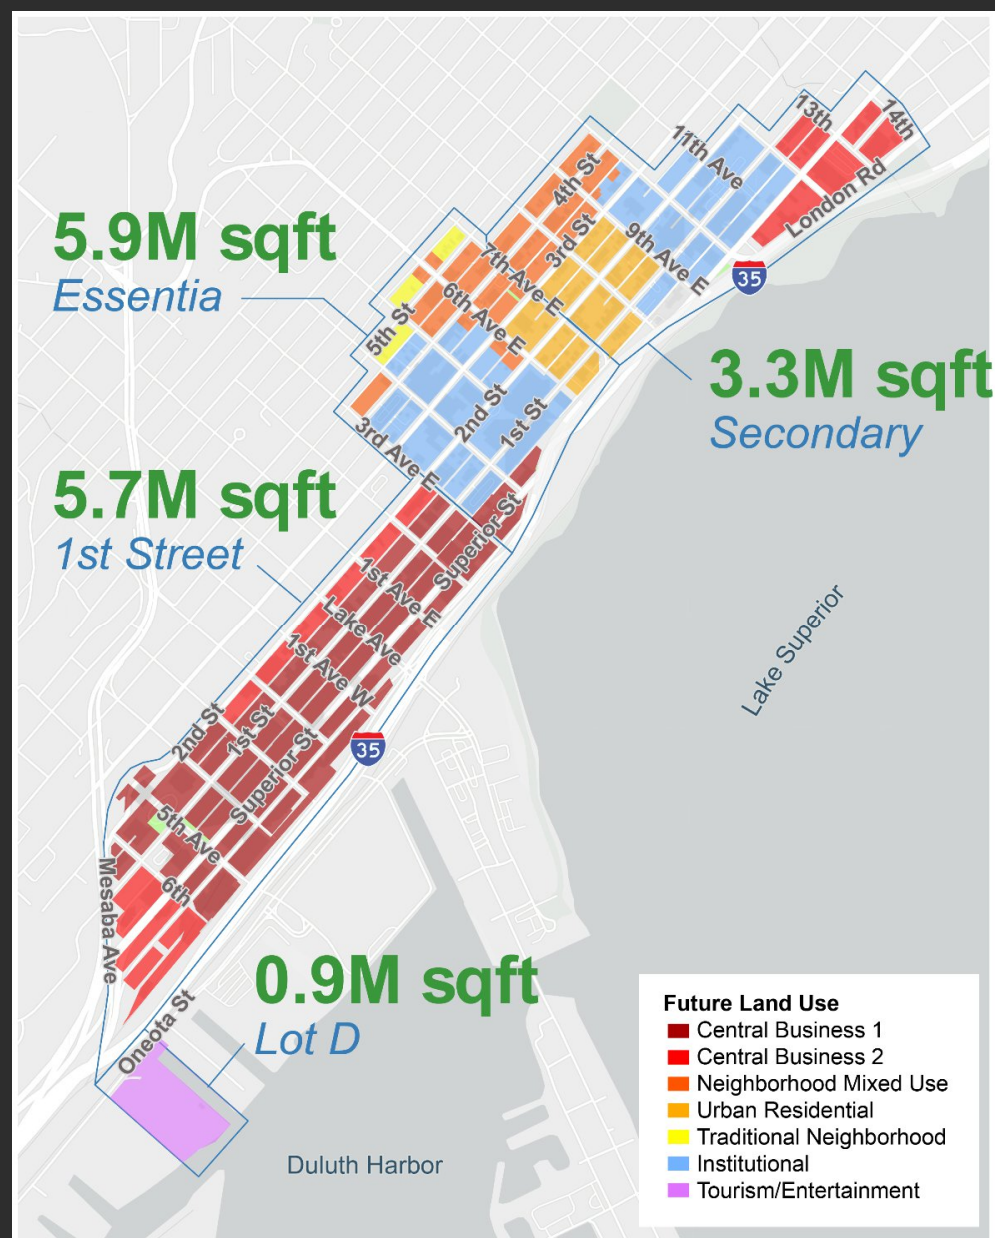 13th
14th
11th Ave
London Rd
4th St
3rd St
9th Ave E
35
5.9M sqft
Essentia
7th Ave E
6th Ave E
5th St
3.3M sqft
Secondary
2nd St
1st St
3rd Ave E
5.7M sqft
1st Street
Superior St
1st Ave E
Lake Ave
1st Ave W
Lake Superior
2nd St
1st St
Superior St
35
5th Ave
6th
Mesaba Ave
0.9M sqft
Lot D
Oneota St
Duluth Harbor
Future Land Use
Central Business 1
Central Business 2
Neighborhood Mixed Use
Urban Residential
Traditional Neighborhood
Institutional
Tourism/Entertainment